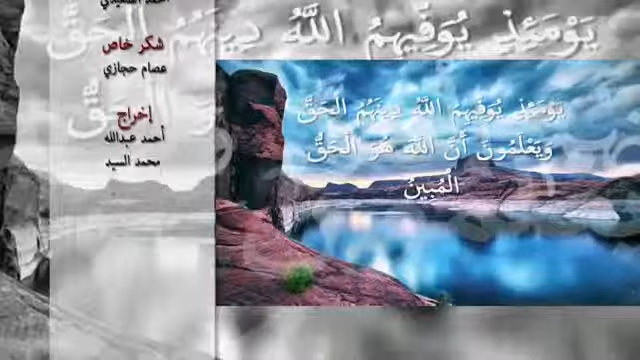 شكر خاص
عصام حجازي
إخراج
أحمد عبدالله
محمد السيد
يَوْمَئِذٍ يُوَفِّيهِمُ اللَّهُ دِينَهُمُ الْحَقَّ
يَوْمَئِذٍ يُوَفِّيهِمُ اللَّهُ دِينَهُمُ الْحَقَّ
وَيَعْلَمُونَ أَنَّ اللَّهَ هُوَ الْحَقُّ
الْمُبِينُ